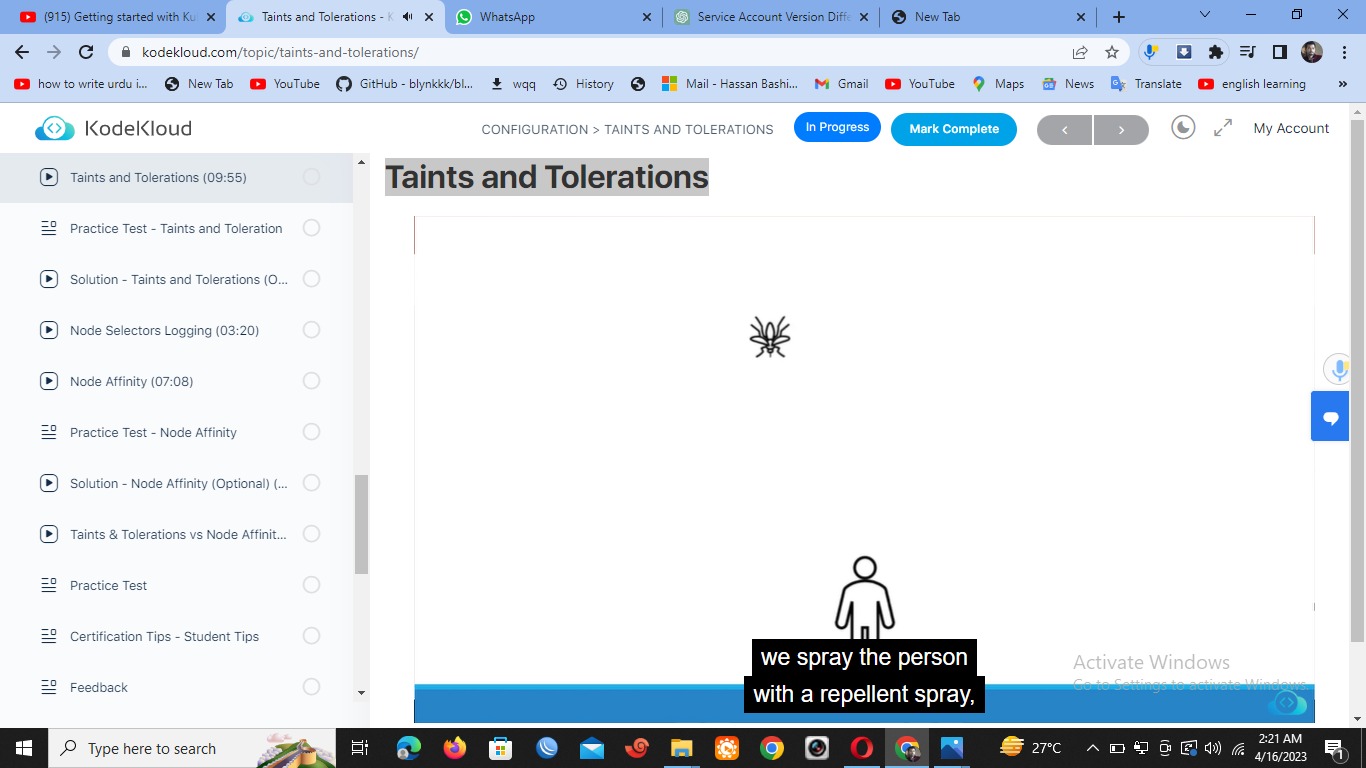 (915) Getting started with Ku
Taints and Tolerations - K
WhatsApp
Service Account Version Diffe
New Tab
kodekloud.com/topic/taints-and-tolerations/
how to write urdu i...
New Tab
YouTube
GitHub - blynkkk/bl...
wqq
History
Mail - Hassan Bashi...
Gmail
YouTube
Maps
News
Translate
english learning
»
KodeKloud
CONFIGURATION > TAINTS AND TOLERATIONS
In Progress
Mark Complete
<
>
My Account
Taints and Tolerations (09:55)
Practice Test - Taints and Toleration
Solution - Taints and Tolerations (O...
Node Selectors Logging (03:20)
Node Affinity (07:08)
Practice Test - Node Affinity
Solution - Node Affinity (Optional) (...
Taints & Tolerations vs Node Affinit...
Practice Test
Certification Tips - Student Tips
Feedback
Taints and Tolerations
we spray the person
with a repellent spray,
Activate Windows
Go to Settings to activate Windows.
Type here to search
27°C
2:21 AM
4/16/2023
1